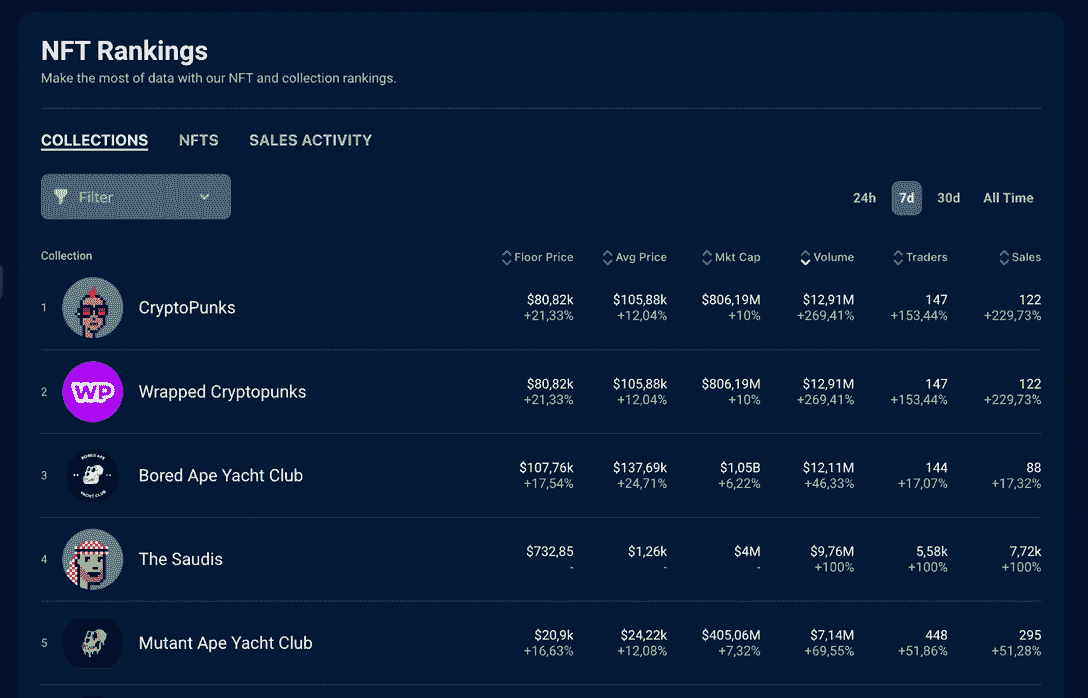 NFT Rankings
Make the most of data with our NFT and collection rankings.
COLLECTIONS NFTS SALES ACTIVITY
Filter
24h 7d 30d All Time
Collection Floor Price Avg Price Mkt Cap Volume Traders Sales
1 CryptoPunks $80,82k $105,88k $806,19M $12,91M 147 122
+21,33% +12,04% +10% +269,41% +153,44% +229,73%
WP
2 Wrapped Cryptopunks $80,82k $105,88k $806,19M $12,91M 147 122
+21,33% +12,04% +10% +269,41% +153,44% +229,73%
BORED APE
YACHT CLUB
3 Bored Ape Yacht Club $107,76k $137,69k $1,05B $12,11M 144 88
+17,54% +24,71% +6,22% +46,33% +17,07% +17,32%
4 The Saudis $732,85 $1,26k $4M $9,76M 5,58k 7,72k
- - - +100% +100% +100%
5 Mutant Ape Yacht Club $20,9k $24,22k $405,06M $7,14M 448 295
+16,63% +12,08% +7,32% +69,55% +51,86% +51,28%